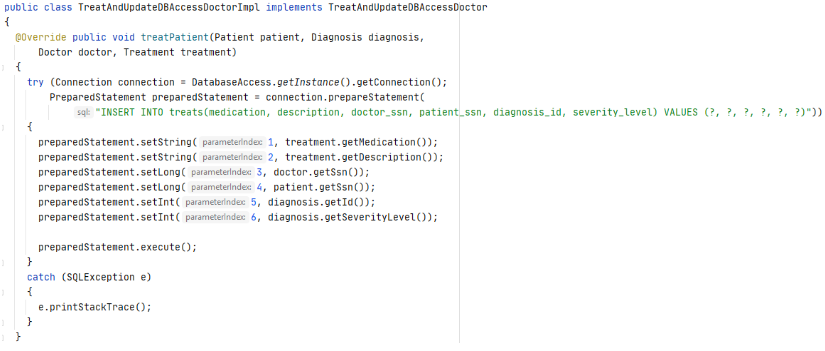 public class TreatAndUpdateDBAccessDoctorImpl implements TreatAndUpdateDBAccessDoctor
{
@Override public void treatPatient(Patient patient, Diagnosis diagnosis,
Doctor doctor, Treatment treatment)
{
try (Connection connection = DatabaseAccess.getInstance().getConnection();
PreparedStatement preparedStatement = connection.prepareStatement(
sql: "INSERT INTO treats(medication, description, doctor_ssn, patient_ssn, diagnosis_id, severity_level) VALUES (?, ?, ?, ?, ?, ?)"))
{
preparedStatement.setString( parameterIndex: 1, treatment.getMedication());
preparedStatement.setString( parameterIndex: 2, treatment.getDescription());
preparedStatement.setLong( parameterIndex: 3, doctor.getSsn());
preparedStatement.setLong( parameterIndex: 4, patient.getSsn());
preparedStatement.setInt( parameterIndex: 5, diagnosis.getId());
preparedStatement.setInt( parameterIndex: 6, diagnosis.getSeverityLevel());
preparedStatement.execute();
}
catch (SQLException e)
{
e.printStackTrace();
}
}